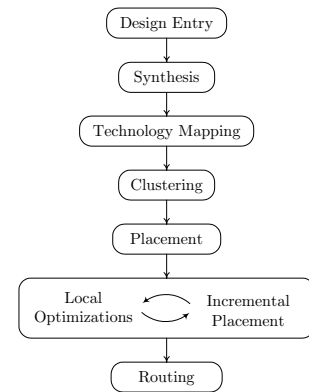 Design Entry
Synthesis
Technology Mapping
Clustering
Placement
Local
Optimizations
Incremental
Placement
Routing